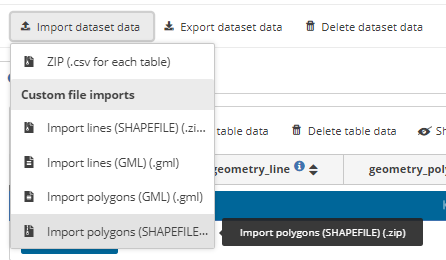 Import dataset data
Export dataset data
Delete dataset data
ZIP (.csv for each table)
Custom file imports
Import lines (SHAPEFILE) (.zi...
table data
Delete table data
Import lines (GML) (.gml)
geometry_line
Import polygons (GML) (.gml)
Import polygons (SHAPEFILE...
Import polygons (SHAPEFILE) (.zip)